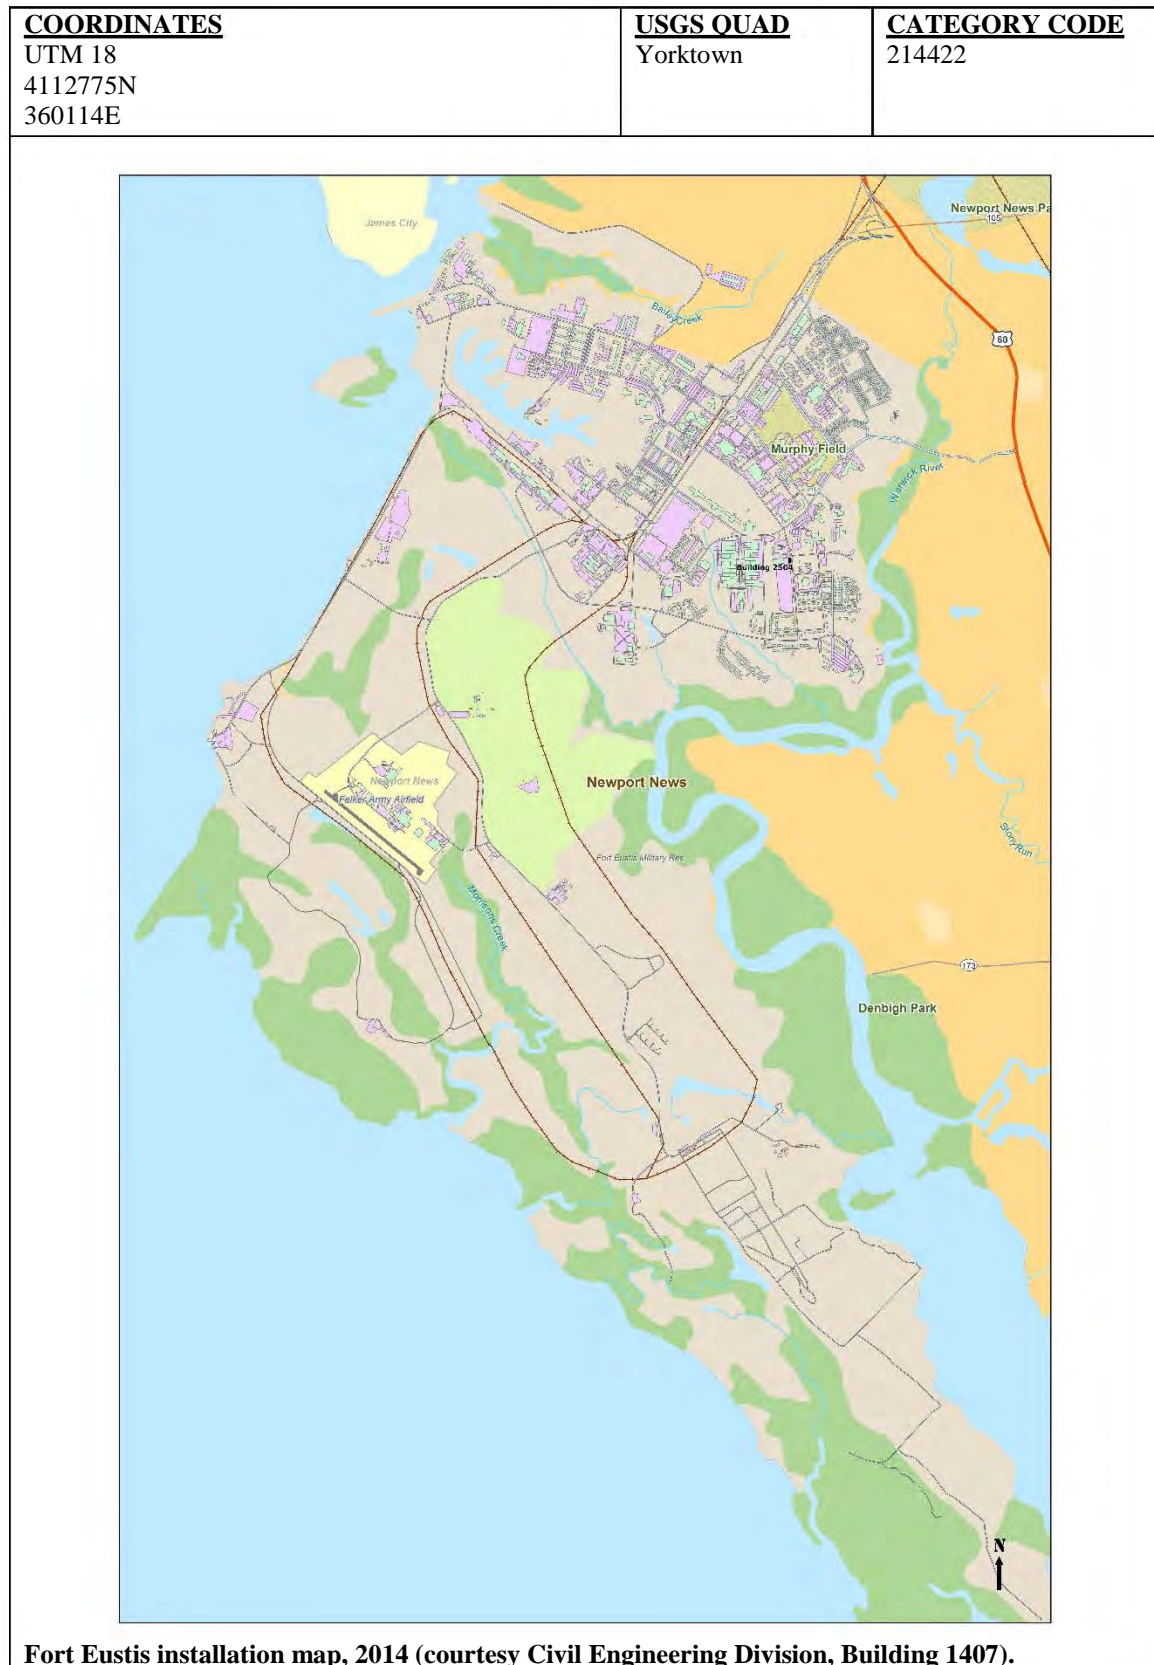 COORDINATES
UTM 18
4112775N
360114E
USGS QUAD
Yorktown
CATEGORY CODE
214422
James City
Newport News Pa
105
Bailey Creek
60
Murphy Field
Warwick River
Building 2504
Newport News
Newport News
Felker Army Airfield
Stony Run
Fort Eustis Military Res
Morrisons Creek
173
Denbigh Park
N
Fort Eustis installation map, 2014 (courtesy Civil Engineering Division, Building 1407).